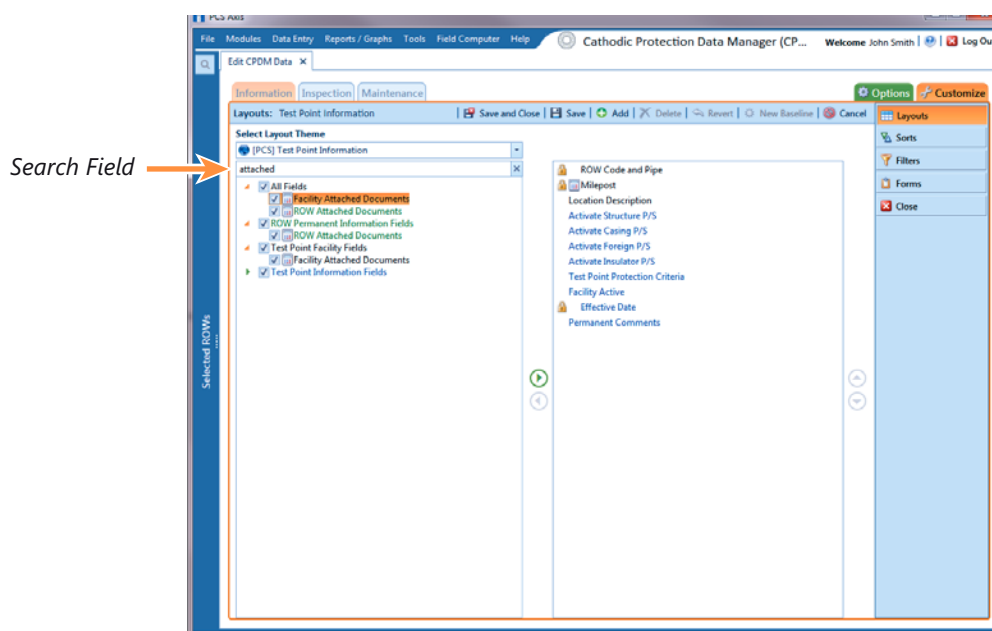 PCS Axis
File Modules Data Entry Reports / Graphs Tools Field Computer Help Cathodic Protection Data Manager (CP... Welcome John Smith | | Log Ou
Edit CPDM Data X
Information Inspection Maintenance Options Customize
Layouts: Test Point Information | Save and Close | Save | Add | Delete | Revert | New Baseline | Cancel
Layouts
Sorts
Filters
Forms
Close
Select Layout Theme
[PCS] Test Point Information
Search Field
attached
All Fields
Facility Attached Documents
ROW Attached Documents
ROW Permanent Information Fields
ROW Attached Documents
Test Point Facility Fields
Facility Attached Documents
Test Point Information Fields
ROW Code and Pipe
Milepost
Location Description
Activate Structure P/S
Activate Casing P/S
Activate Foreign P/S
Activate Insulator P/S
Test Point Protection Criteria
Facility Active
Effective Date
Permanent Comments
Selected ROWs